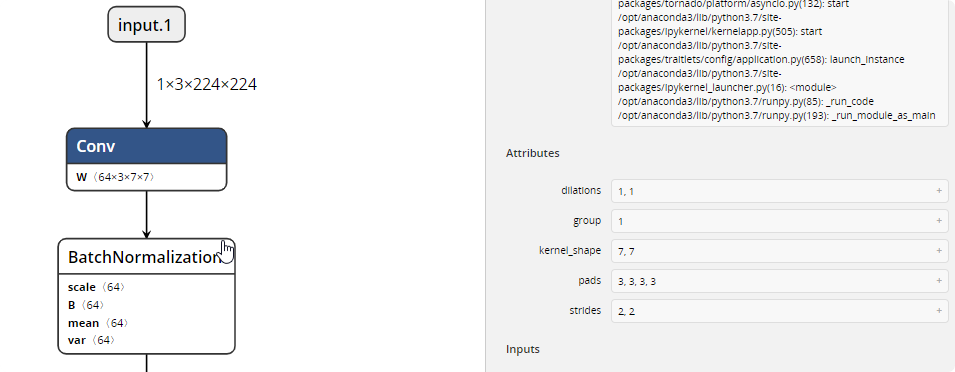 input.1
1×3×224×224
Conv
W ⟨64×3×7×7⟩
BatchNormalization
scale ⟨64⟩
B ⟨64⟩
mean ⟨64⟩
var ⟨64⟩
packages/tornado/platform/asyncio.py(132): start
/opt/anaconda3/lib/python3.7/site-
packages/ipykernel/kernelapp.py(505): start
/opt/anaconda3/lib/python3.7/site-
packages/traitlets/config/application.py(658): launch_instance
/opt/anaconda3/lib/python3.7/site-
packages/ipykernel_launcher.py(16): <module>
/opt/anaconda3/lib/python3.7/runpy.py(85): _run_code
/opt/anaconda3/lib/python3.7/runpy.py(193): _run_module_as_main
Attributes
dilations 1, 1 +
group 1 +
kernel_shape 7, 7 +
pads 3, 3, 3, 3 +
strides 2, 2 +
Inputs